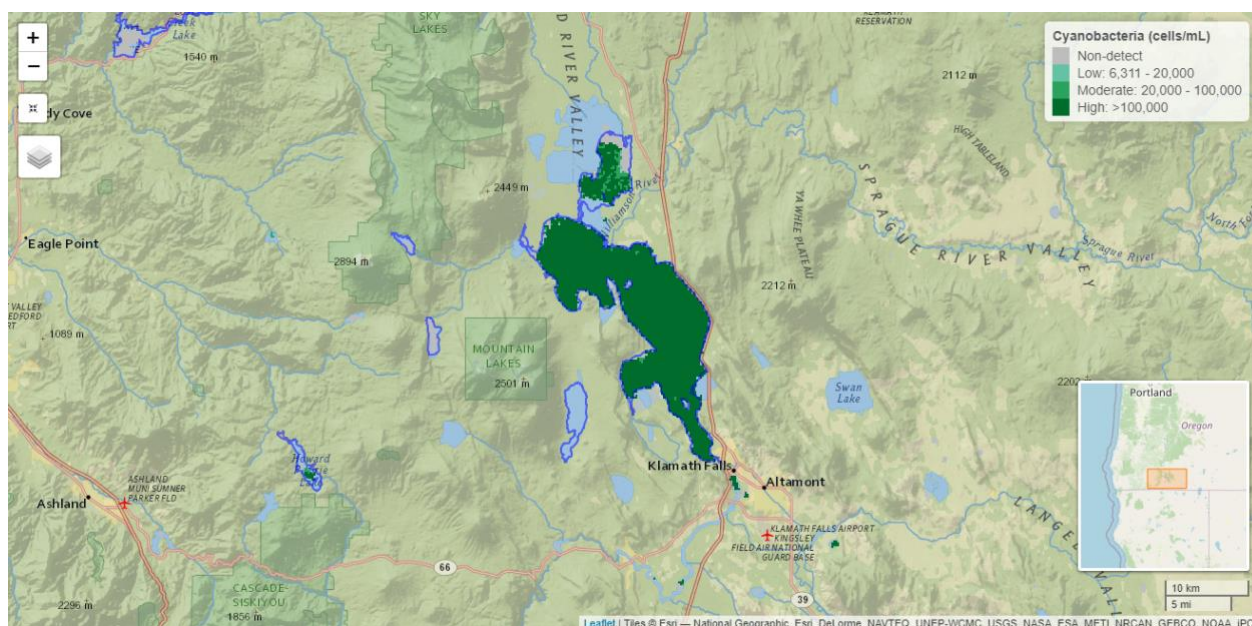 +
−
SKY
LAKES
1540 m
Lake
RESERVATION
2112 m
Cyanobacteria (cells/mL)
Non-detect
Low: 6,311 - 20,000
Moderate: 20,000 - 100,000
High: >100,000
dy Cove
D RIVER VALLEY
2449 m
Williamson River
HIGH TABLELAND
YA WHEE PLATEAU
SPRAGUE RIVER VALLEY
Sprague River
North
Eagle Point
2894 m
2212 m
VALLEY
1089 m
MOUNTAIN
LAKES
2501 m
Swan
Lake
2202 m
Portland
Oregon
Howard
Klamath Falls
Altamont
Ashland
ASHLAND
MUNI SUMNER
PARKER FLD
KLAMATH FALLS AIRPORT
KINGSLEY
FIELD AIR NATIONAL
GUARD BASE
66
39
CASCADE-
SISKIYOU
1856 m
2296 m
10 km
5 mi
Leaflet | Tiles © Esri — National Geographic, Esri, DeLorme, NAVTEQ, UNEP-WCMC, USGS, NASA, ESA, METI, NRCAN, GEBCO, NOAA, iPC